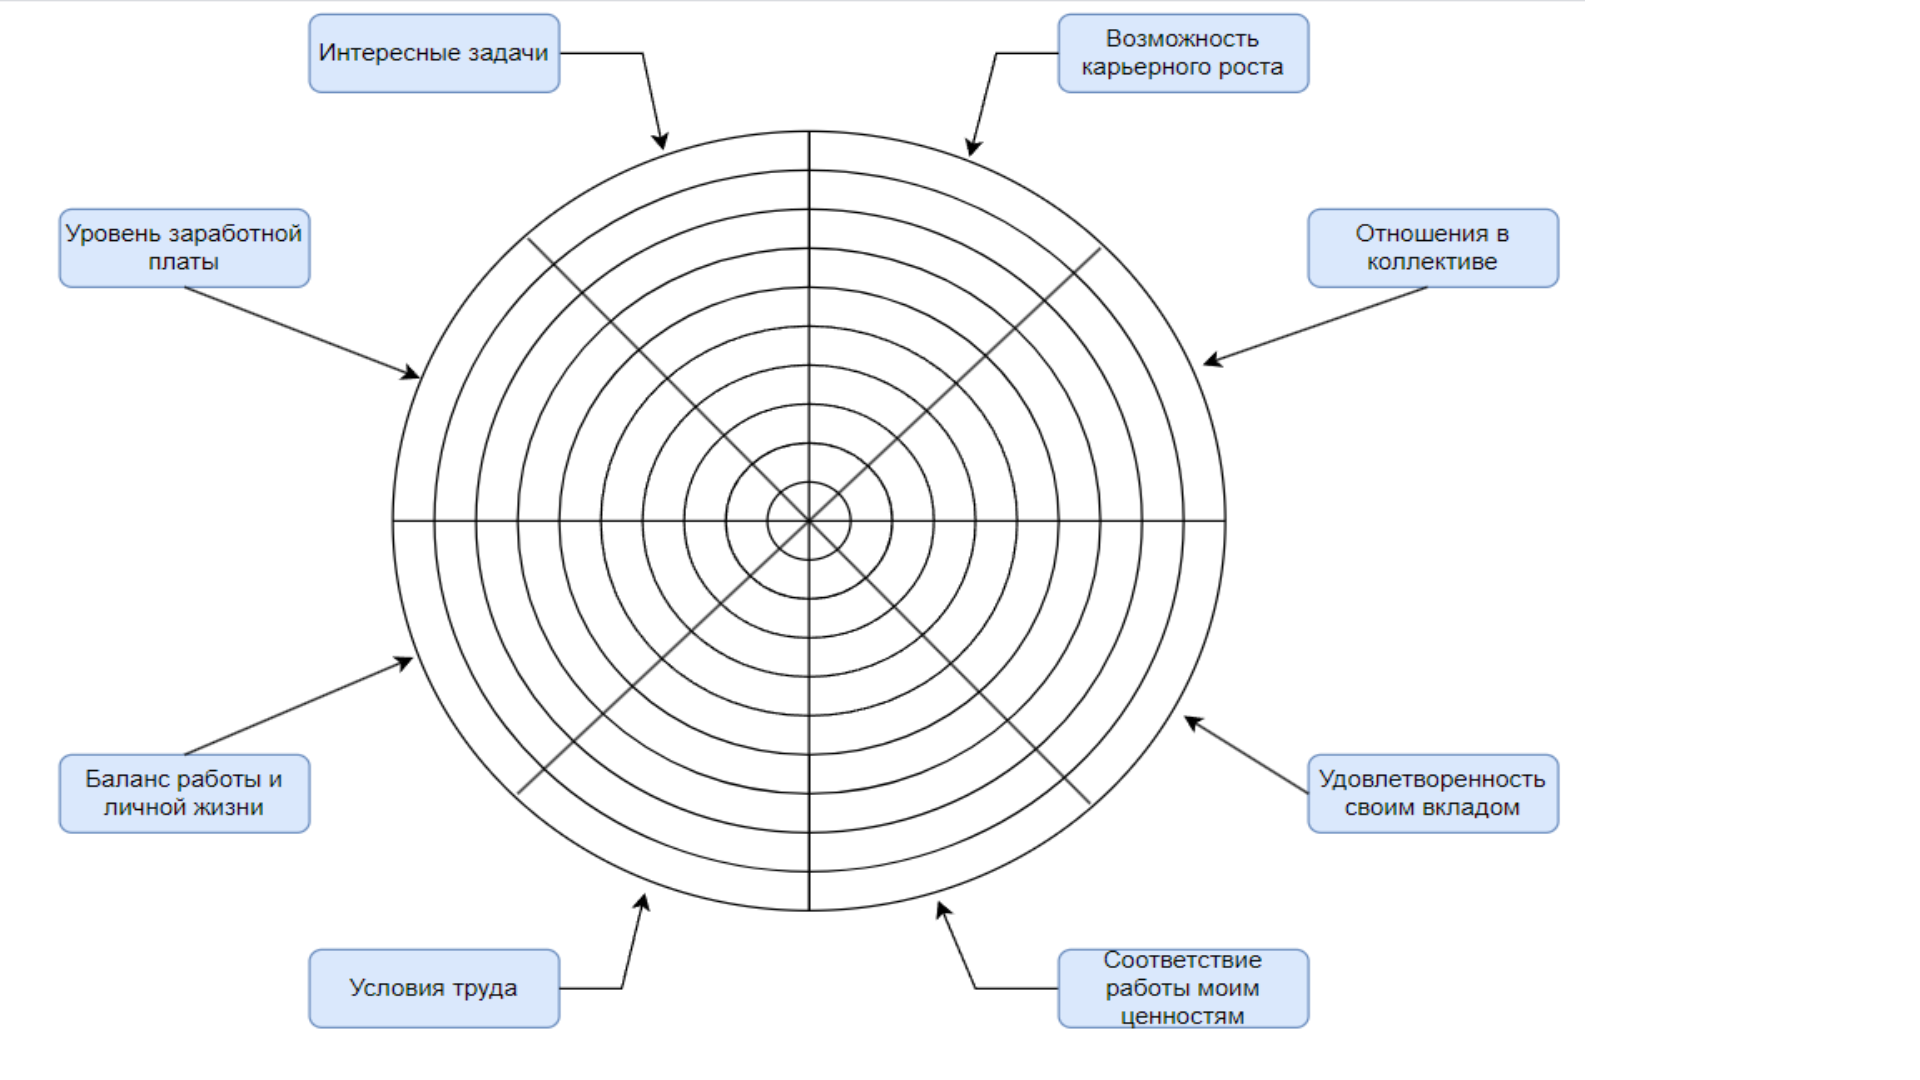 Интересные задачи
Возможность
карьерного роста
Уровень заработной
платы
Отношения в
коллективе
Баланс работы и
личной жизни
Удовлетворенность
своим вкладом
Условия труда
Соответствие
работы моим
ценностям